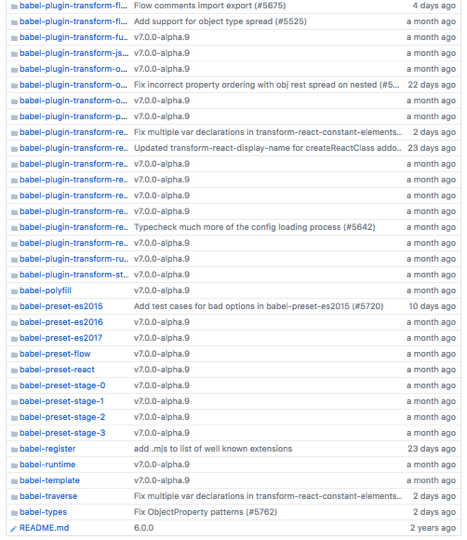 babel-plugin-transform-fl... Flow comments import export (#5675) 4 days ago
babel-plugin-transform-fl... Add support for object type spread (#5525) a month ago
babel-plugin-transform-fu.. v7.0.0-alpha.9 a month ago
babel-plugin-transform-js... v7.0.0-alpha.9 a month ago
babel-plugin-transform-o... v7.0.0-alpha.9 a month ago
babel-plugin-transform-o... Fix incorrect property ordering with obj rest spread on nested (#5... 22 days ago
babel-plugin-transform-o... v7.0.0-alpha.9 a month ago
babel-plugin-transform-p... v7.0.0-alpha.9 a month ago
babel-plugin-transform-re.. Fix multiple var declarations in transform-react-constant-elements... 2 days ago
babel-plugin-transform-re.. Updated transform-react-display-name for createReactClass addo.. 23 days ago
babel-plugin-transform-re.. v7.0.0-alpha.9 a month ago
babel-plugin-transform-re.. v7.0.0-alpha.9 a month ago
babel-plugin-transform-re.. v7.0.0-alpha.9 a month ago
babel-plugin-transform-re.. v7.0.0-alpha.9 a month ago
babel-plugin-transform-re.. Typecheck much more of the config loading process (#5642) a month ago
babel-plugin-transform-re.. v7.0.0-alpha.9 a month ago
babel-plugin-transform-ru.. v7.0.0-alpha.9 a month ago
babel-plugin-transform-st... v7.0.0-alpha.9 a month ago
babel-polyfill v7.0.0-alpha.9 a month ago
babel-preset-es2015 Add test cases for bad options in babel-preset-es2015 (#5720) 10 days ago
babel-preset-es2016 v7.0.0-alpha.9 a month ago
babel-preset-es2017 v7.0.0-alpha.9 a month ago
babel-preset-flow v7.0.0-alpha.9 a month ago
babel-preset-react v7.0.0-alpha.9 a month ago
babel-preset-stage-0 v7.0.0-alpha.9 a month ago
babel-preset-stage-1 v7.0.0-alpha.9 a month ago
babel-preset-stage-2 v7.0.0-alpha.9 a month ago
babel-preset-stage-3 v7.0.0-alpha.9 a month ago
babel-register add .mjs to list of well known extensions 23 days ago
babel-runtime v7.0.0-alpha.9 a month ago
babel-template v7.0.0-alpha.9 a month ago
babel-traverse Fix multiple var declarations in transform-react-constant-elements... 2 days ago
babel-types Fix ObjectProperty patterns (#5762) 2 days ago
README.md 6.0.0 2 years ago